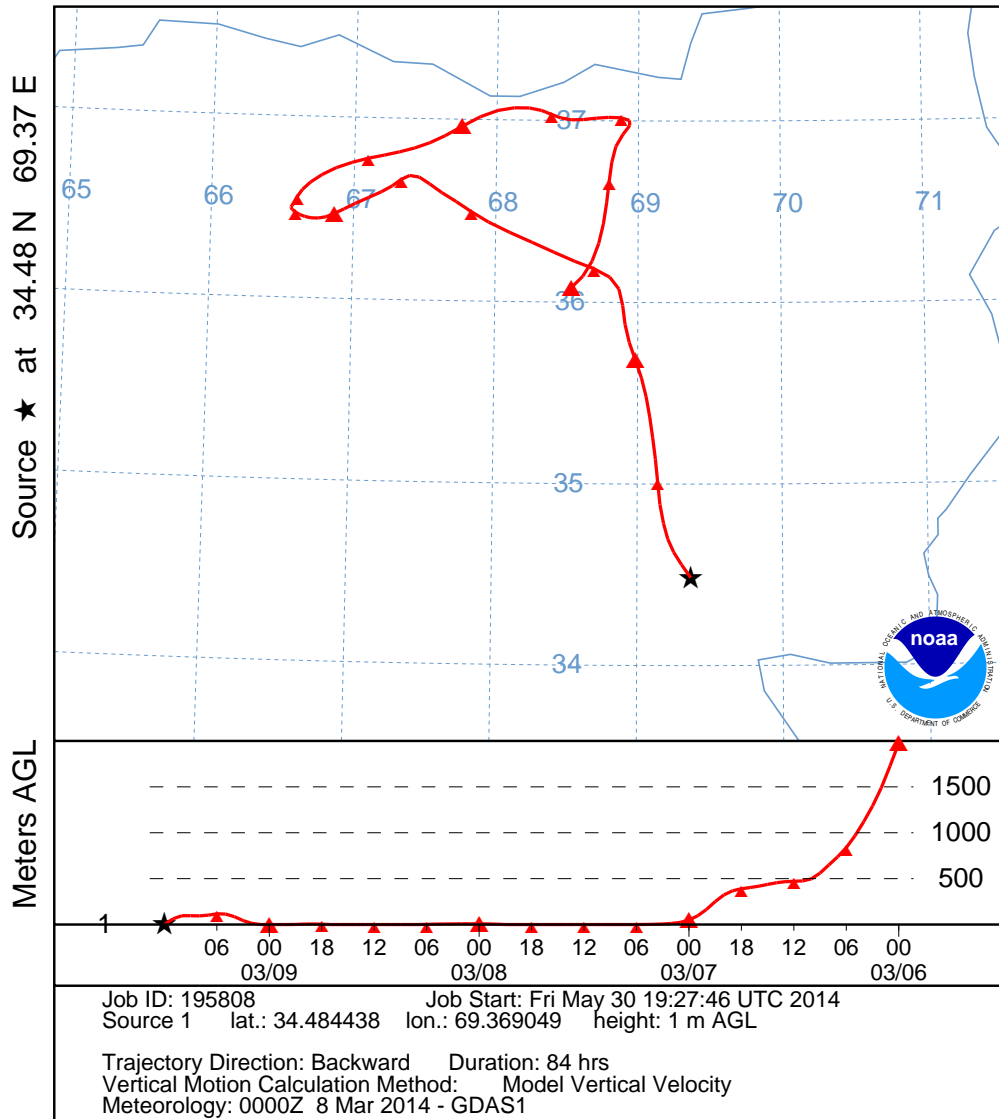 Source ★ at 34.48 N 69.37 E
37
65 66 67 68 69 70 71
36
35
34
NATIONAL OCEANIC AND ATMOSPHERIC ADMINISTRATION
noaa
U.S. DEPARTMENT OF COMMERCE
Meters AGL
1500
1000
500
1
06 00 18 12 06 00 18 12 06 00 18 12 06 00
03/09 03/08 03/07 03/06
Job ID: 195808 Job Start: Fri May 30 19:27:46 UTC 2014
Source 1 lat.: 34.484438 lon.: 69.369049 height: 1 m AGL
Trajectory Direction: Backward Duration: 84 hrs
Vertical Motion Calculation Method: Model Vertical Velocity
Meteorology: 0000Z 8 Mar 2014 - GDAS1